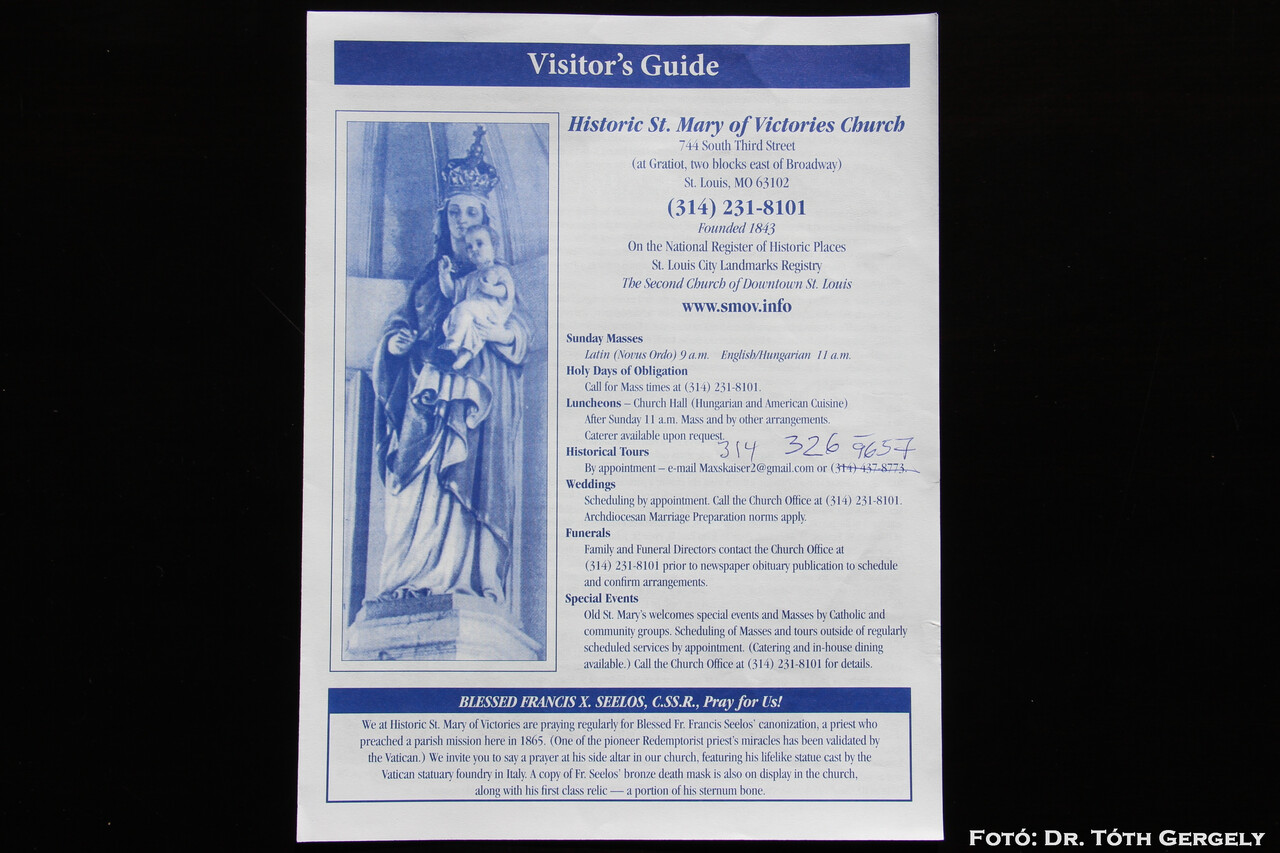 Visitor's Guide
Historic St. Mary of Victories Church
744 South Third Street
(at Gratiot, two blocks east of Broadway)
St. Louis, MO 63102
(314) 231-8101
Founded 1843
On the National Register of Historic Places
St. Louis City Landmarks Registry
The Second Church of Downtown St. Louis
www.smov.info
Sunday Masses
Latin (Novus Ordo) 9 a.m. English/Hungarian 11 a.m.
Holy Days of Obligation
Call for Mass times at (314) 231-8101.
Luncheons – Church Hall (Hungarian and American Cuisine)
After Sunday 11 a.m. Mass and by other arrangements.
Caterer available upon request.
314 326-9657
Historical Tours
By appointment – e-mail Maxskaiser2@gmail.com or (314) 437-8773.
Weddings
Scheduling by appointment. Call the Church Office at (314) 231-8101.
Archdiocesan Marriage Preparation norms apply.
Funerals
Family and Funeral Directors contact the Church Office at
(314) 231-8101 prior to newspaper obituary publication to schedule
and confirm arrangements.
Special Events
Old St. Mary's welcomes special events and Masses by Catholic and
community groups. Scheduling of Masses and tours outside of regularly
scheduled services by appointment. (Catering and in-house dining
available.) Call the Church Office at (314) 231-8101 for details.
BLESSED FRANCIS X. SEELOS, C.SS.R., Pray for Us!
We at Historic St. Mary of Victories are praying regularly for Blessed Fr. Francis Seelos' canonization, a priest who
preached a parish mission here in 1865. (One of the pioneer Redemptorist priest's miracles has been validated by
the Vatican.) We invite you to say a prayer at his side altar in our church, featuring his lifelike statue cast by the
Vatican statuary foundry in Italy. A copy of Fr. Seelos' bronze death mask is also on display in the church,
along with his first class relic — a portion of his sternum bone.
Fotó: Dr. Tóth Gergely